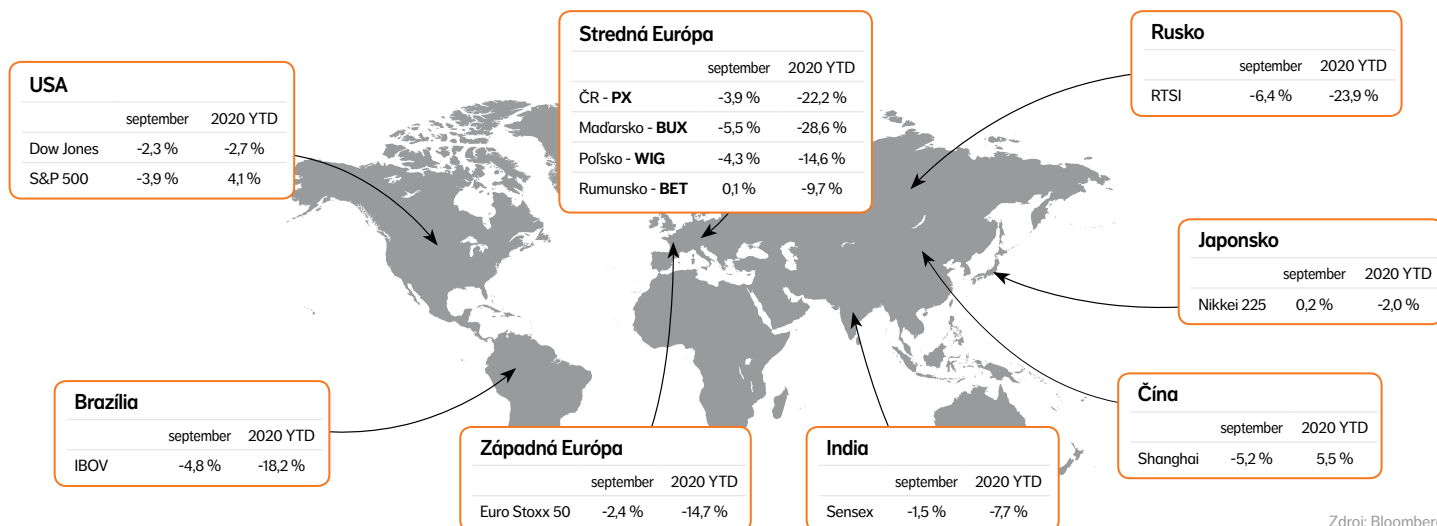 Stredná Európa
september 2020 YTD
ČR - PX -3,9 % -22,2 %
Maďarsko - BUX -5,5 % -28,6 %
Poľsko - WIG -4,3 % -14,6 %
Rumunsko - BET 0,1 % -9,7 %
Rusko
september 2020 YTD
RTSI -6,4 % -23,9 %
USA
september 2020 YTD
Dow Jones -2,3 % -2,7 %
S&P 500 -3,9 % 4,1 %
Japonsko
september 2020 YTD
Nikkei 225 0,2 % -2,0 %
Brazília
september 2020 YTD
IBOV -4,8 % -18,2 %
Čína
september 2020 YTD
Shanghai -5,2 % 5,5 %
Západná Európa
september 2020 YTD
Euro Stoxx 50 -2,4 % -14,7 %
India
september 2020 YTD
Sensex -1,5 % -7,7 %
Zdroj: